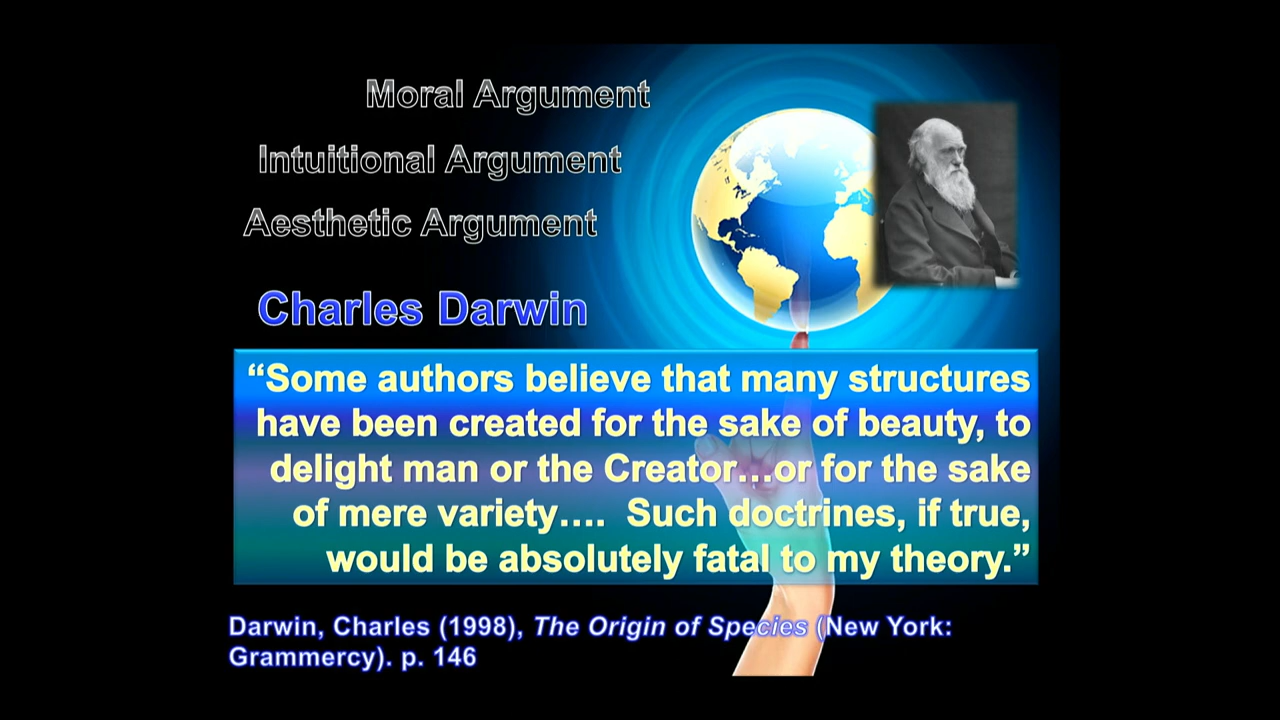 Moral Argument
Intuitional Argument
Aesthetic Argument
Charles Darwin
“Some authors believe that many structures
have been created for the sake of beauty, to
delight man or the Creator…or for the sake
of mere variety…. Such doctrines, if true,
would be absolutely fatal to my theory.”
Darwin, Charles (1998), The Origin of Species (New York:
Grammercy). p. 146